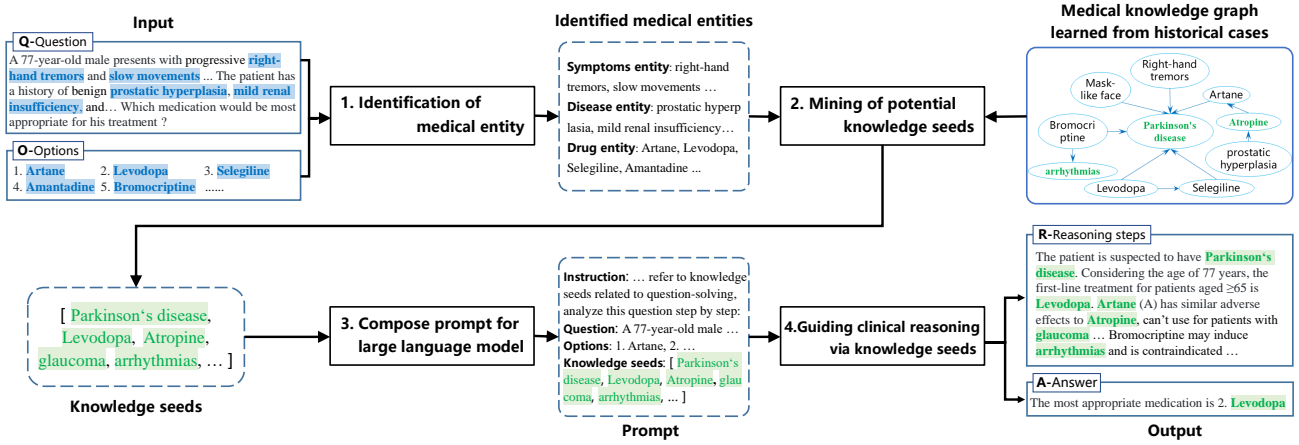 Input
Q-Question
A 77-year-old male presents with progressive right-
hand tremors and slow movements ... The patient has
a history of benign prostatic hyperplasia, mild renal
insufficiency, and… Which medication would be most
appropriate for his treatment ?
O-Options
1. Artane 2. Levodopa 3. Selegiline
4. Amantadine 5. Bromocriptine ......
1. Identification of
medical entity
Identified medical entities
Symptoms entity: right-hand
tremors, slow movements …
Disease entity: prostatic hyperp
lasia, mild renal insufficiency…
Drug entity: Artane, Levodopa,
Selegiline, Amantadine ...
2. Mining of potential
knowledge seeds
Medical knowledge graph
learned from historical cases
Right-hand
tremors
Mask-
like face
Artane
Bromocri
ptine
Parkinson's
disease
Atropine
prostatic
hyperplasia
arrhythmias
Levodopa
Selegiline
[ Parkinson‘s disease,
Levodopa, Atropine,
glaucoma, arrhythmias, … ]
Knowledge seeds
3. Compose prompt for
large language model
Instruction: … refer to knowledge
seeds related to question-solving,
analyze this question step by step:
Question: A 77-year-old male …
Options: 1. Artane, 2. …
Knowledge seeds: [ Parkinson's
disease, Levodopa, Atropine, glau
coma, arrhythmias, ... ]
Prompt
4.Guiding clinical reasoning
via knowledge seeds
R-Reasoning steps
The patient is suspected to have Parkinson‘s
disease. Considering the age of 77 years, the
first-line treatment for patients aged ≥65 is
Levodopa. Artane (A) has similar adverse
effects to Atropine, can’t use for patients with
glaucoma … Bromocriptine may induce
arrhythmias and is contraindicated …
A-Answer
The most appropriate medication is 2. Levodopa
Output